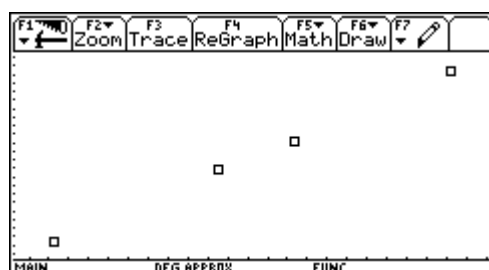 F1 F2 F3 F4 F5 F6 F7
Zoom Trace ReGraph Math Draw
MAIN DEG APPROX FUNC